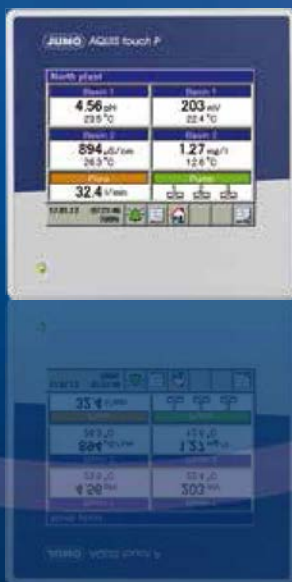 JUMO AQUIS touch P
North plant
Basin 1 Basin 1
4.56 pH 203 mV
23.5 °C 22.4 °C
Basin 2 Basin 2
894 µS/cm 1.27 mg/l
26.3 °C 12.6 °C
Flow Pump
32.4 l/min